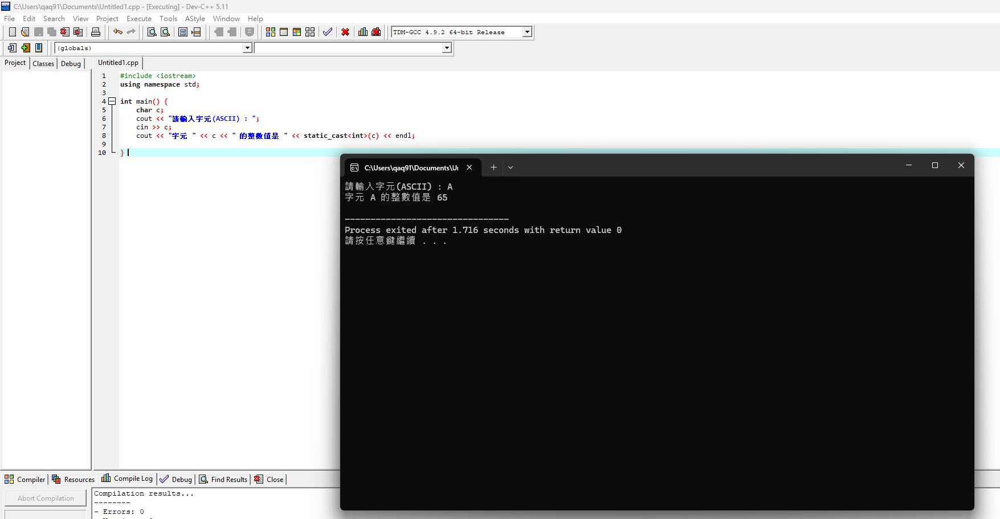 C:\Users\qaq91\Documents\Untitled1.cpp - [Executing] - Dev-C++ 5.11
File Edit Search View Project Execute Tools AStyle Window Help
TDM-GCC 4.9.2 64-bit Release
(globals)
Project Classes Debug Untitled1.cpp
1 #include <iostream>
2 using namespace std;
3
4 int main() {
5 char c;
6 cout << "請輸入字元(ASCII) : ";
7 cin >> c;
8 cout << "字元 " << c << " 的整數值是 " << static_cast<int>(c) << endl;
9
10 }
C:\Users\qaq91\Documents\U
請輸入字元(ASCII) : A
字元 A 的整數值是 65
--------------------------------
Process exited after 1.716 seconds with return value 0
請按任意鍵繼續 . . .
Compiler Resources Compile Log Debug Find Results Close
Abort Compilation
Compilation results...
--------
- Errors: 0